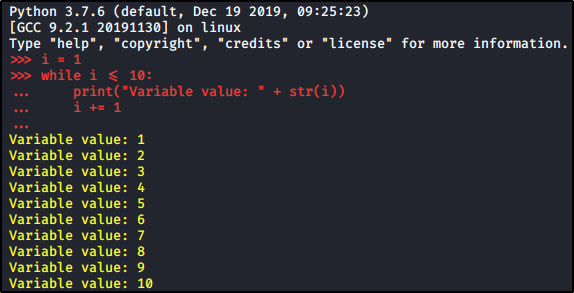 Python 3.7.6 (default, Dec 19 2019, 09:25:23)
[GCC 9.2.1 20191130] on linux
Type "help", "copyright", "credits" or "license" for more information.
>>> i = 1
>>> while i <= 10:
...     print("Variable value: " + str(i))
...     i += 1
...
Variable value: 1
Variable value: 2
Variable value: 3
Variable value: 4
Variable value: 5
Variable value: 6
Variable value: 7
Variable value: 8
Variable value: 9
Variable value: 10